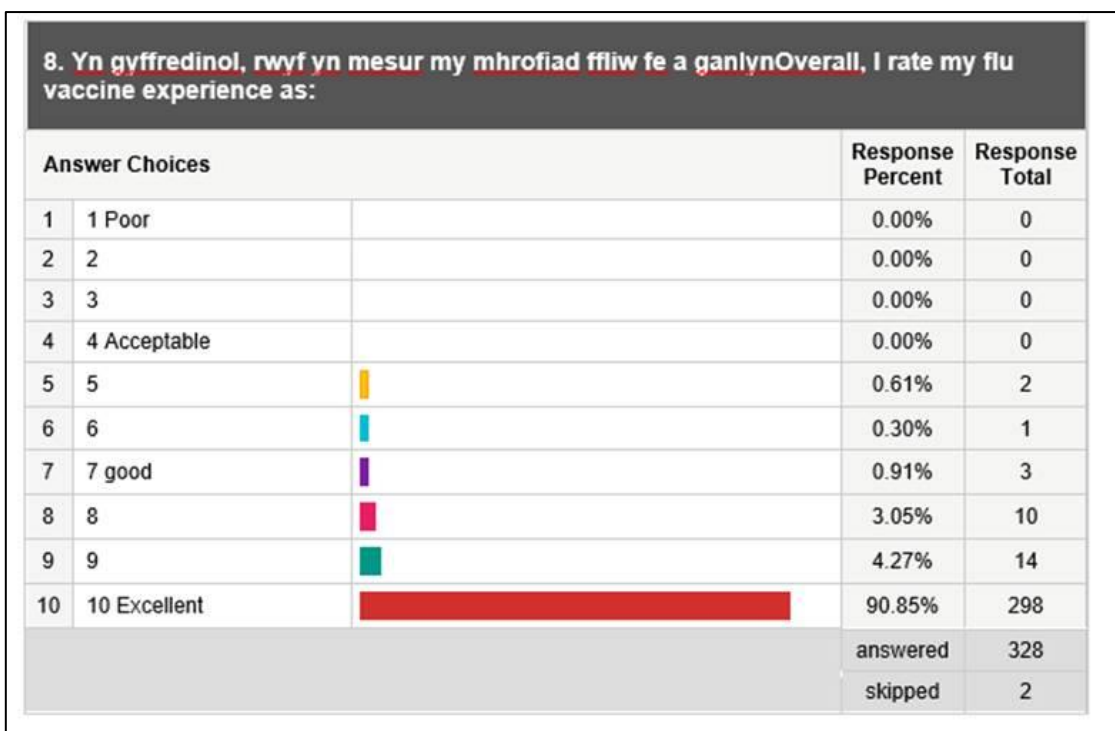 8. Yn gyffredinol, rwyf yn mesur my mhrofiad ffliw fe a ganlynOverall, I rate my flu
vaccine experience as:
Answer Choices Response Percent Response Total
1 1 Poor 0.00% 0
2 2 0.00% 0
3 3 0.00% 0
4 4 Acceptable 0.00% 0
5 5 0.61% 2
6 6 0.30% 1
7 7 good 0.91% 3
8 8 3.05% 10
9 9 4.27% 14
10 10 Excellent 90.85% 298
answered 328
skipped 2